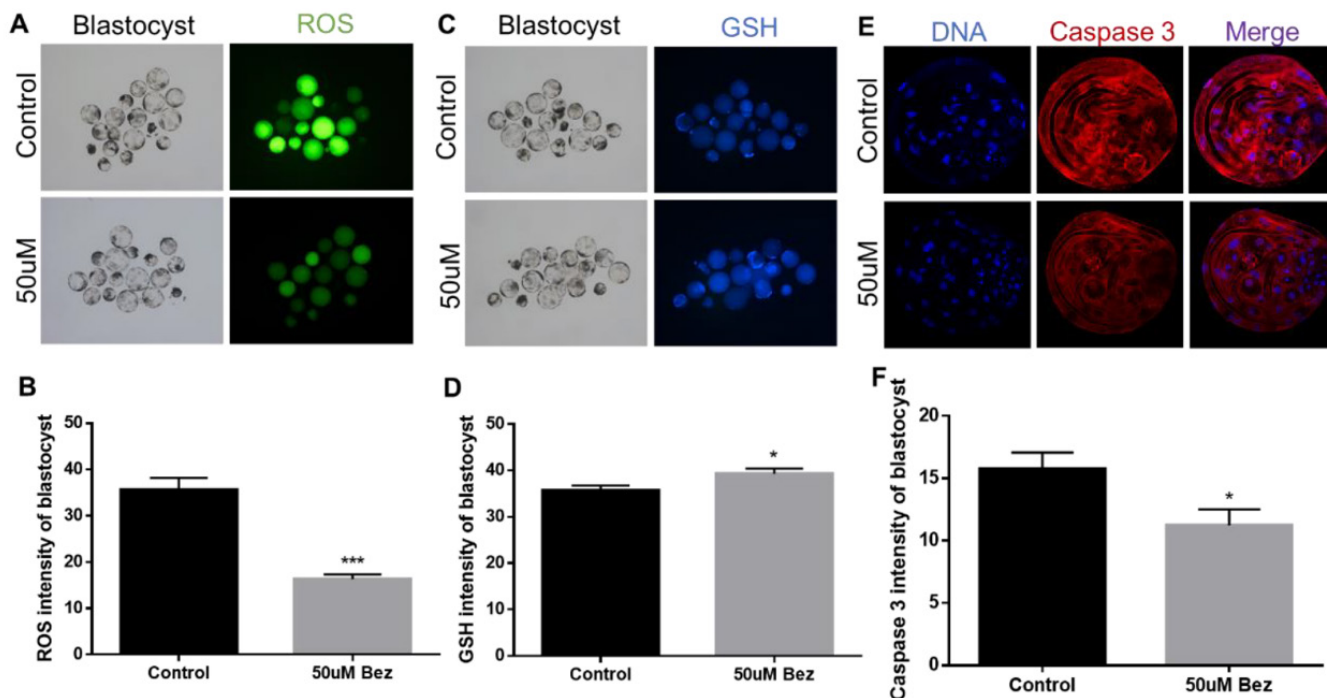 A Blastocyst ROS
Control
50uM
B
ROS intensity of blastocyst
50
40
30
20
10
0
***
Control 50uM Bez
C Blastocyst GSH
Control
50uM
D
GSH intensity of blastocyst
50
40
30
20
10
0
*
Control 50uM Bez
E DNA Caspase 3 Merge
Control
50uM
F
Caspase 3 intensity of blastocyst
20
15
10
5
0
*
Control 50uM Bez